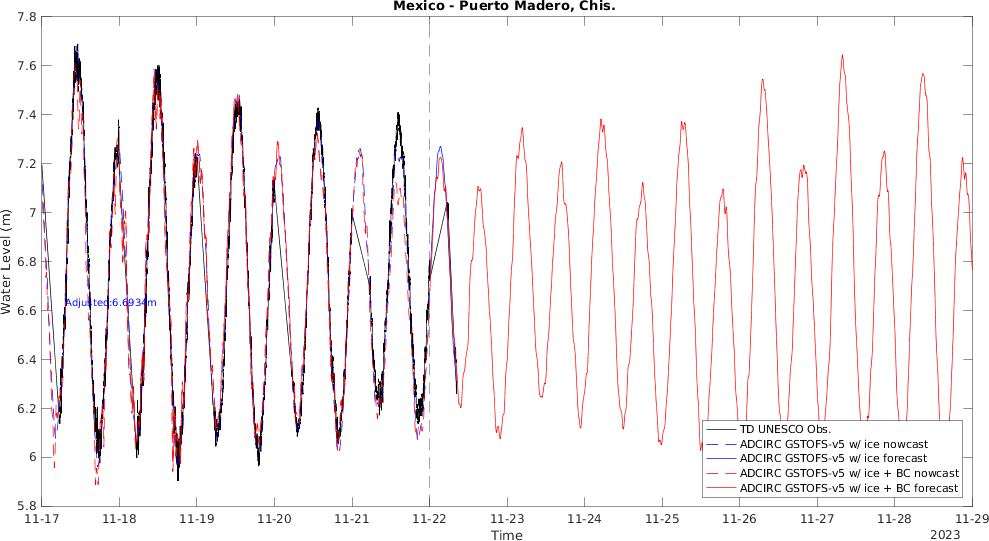 Mexico - Puerto Madero, Chis.
7.8
7.6
7.4
7.2
7
6.8
6.6
6.4
6.2
6
5.8
Water Level (m)
Adjusted:6.6934m
TD UNESCO Obs.
ADCIRC GSTOFS-v5 w/ ice nowcast
ADCIRC GSTOFS-v5 w/ ice forecast
ADCIRC GSTOFS-v5 w/ ice + BC nowcast
ADCIRC GSTOFS-v5 w/ ice + BC forecast
11-17 11-18 11-19 11-20 11-21 11-22 11-23 11-24 11-25 11-26 11-27 11-28 11-29
Time
2023